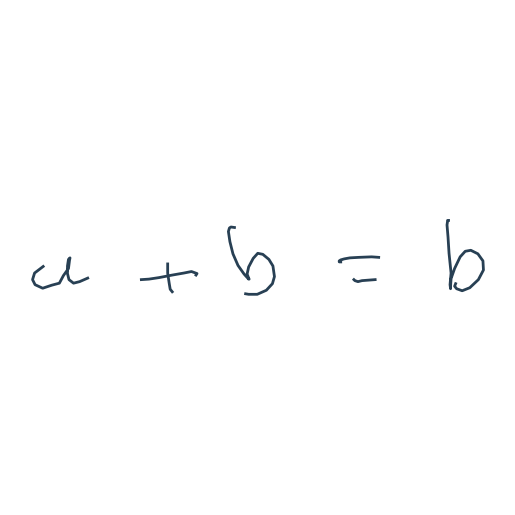 a + b = b